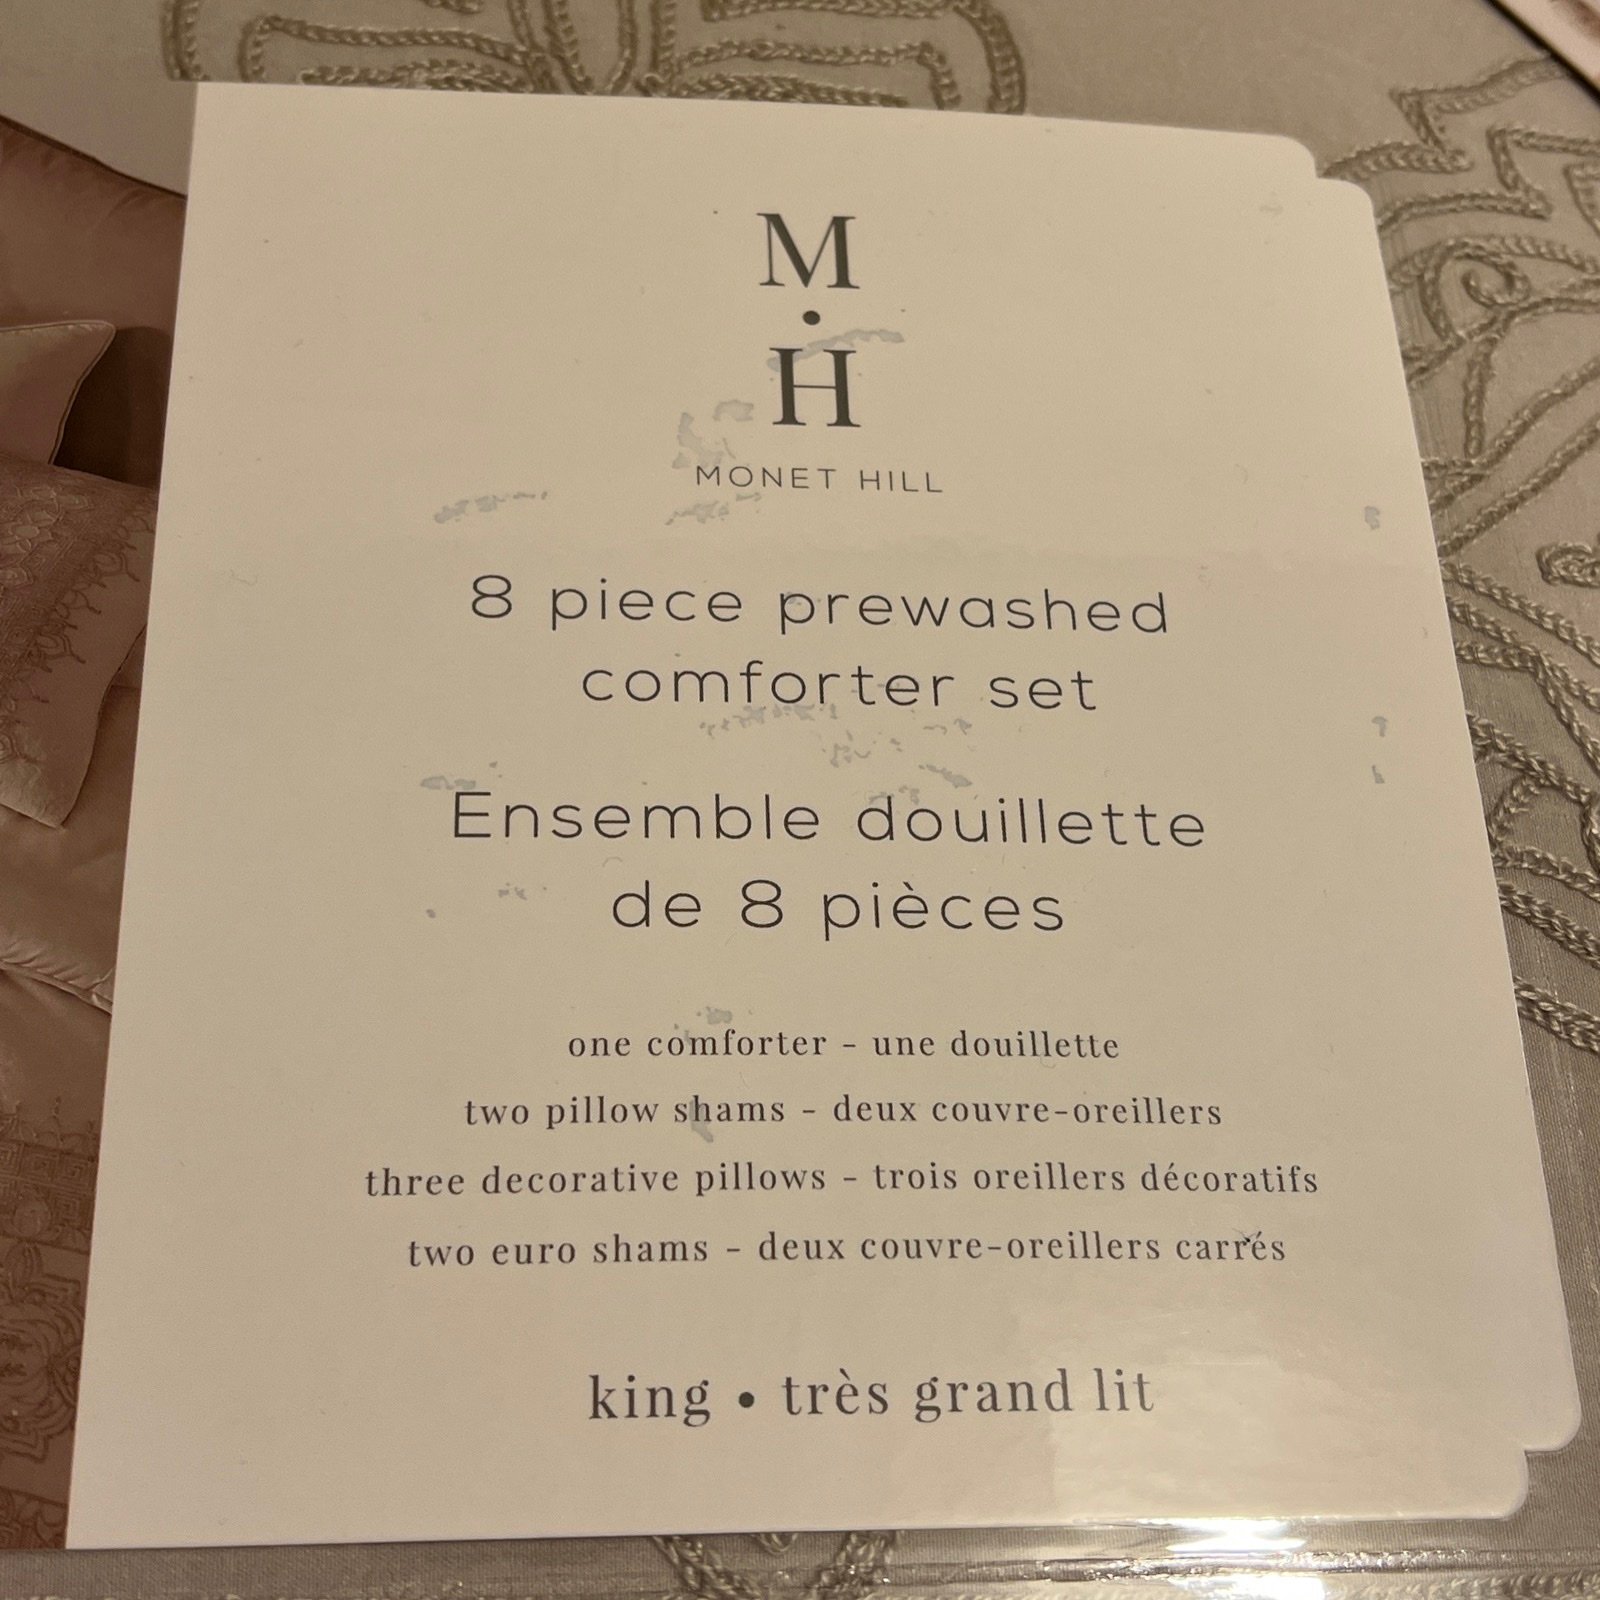 M
•
H
MONET HILL
8 piece prewashed
comforter set
Ensemble douillette
de 8 pièces
one comforter - une douillette
two pillow shams - deux couvre-oreillers
three decorative pillows - trois oreillers décoratifs
two euro shams - deux couvre-oreillers carrés
king • très grand lit